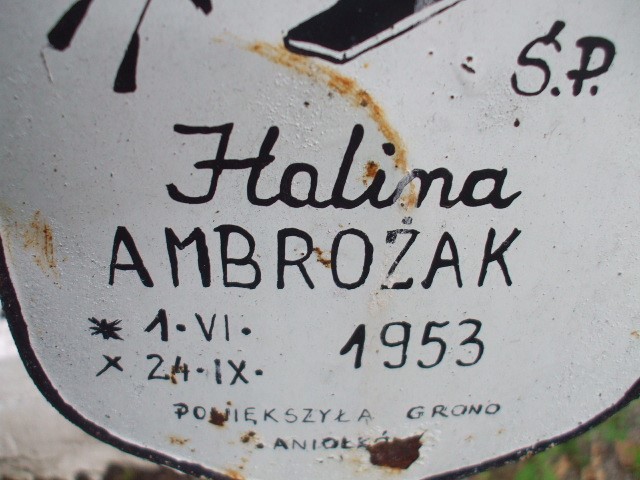 Ś.P.
Halina
AMBROŻAK
* 1·VI· 1953
× 24·IX·
POWIĘKSZYŁA GRONO
ANIOŁKÓW